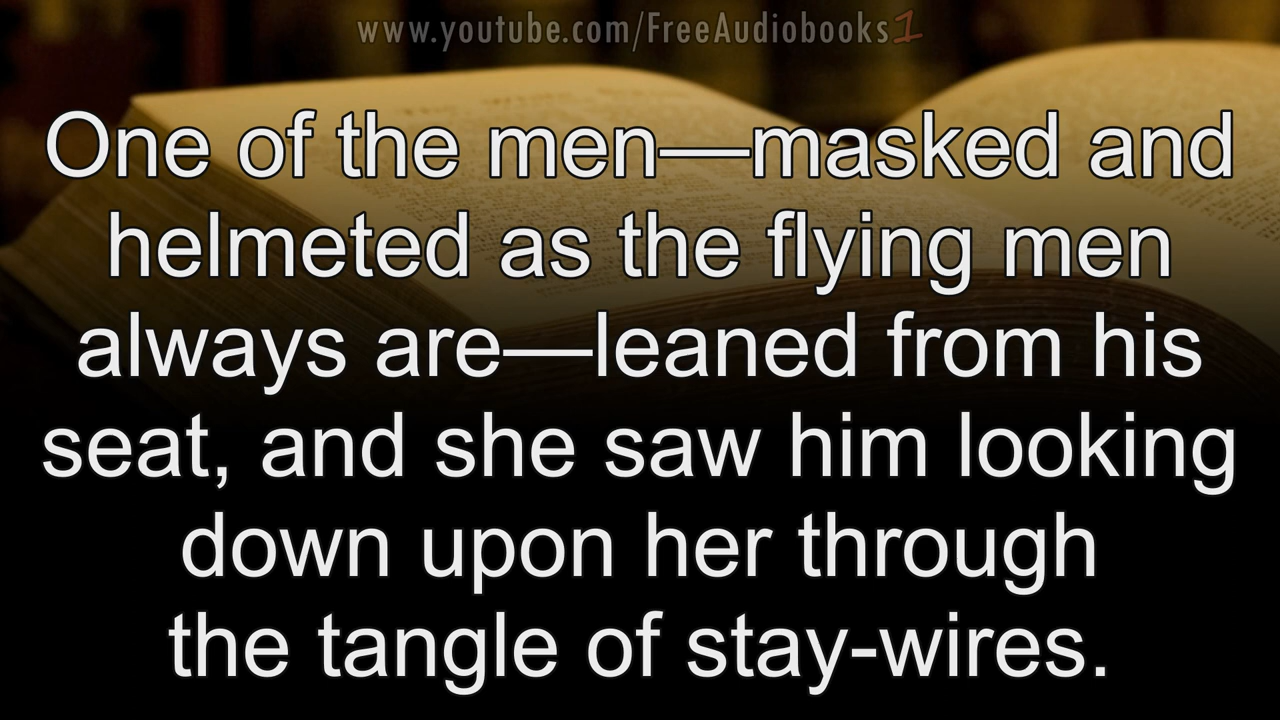 www.youtube.com/FreeAudiobooks1
One of the men—masked and
helmeted as the flying men
always are—leaned from his
seat, and she saw him looking
down upon her through
the tangle of stay-wires.